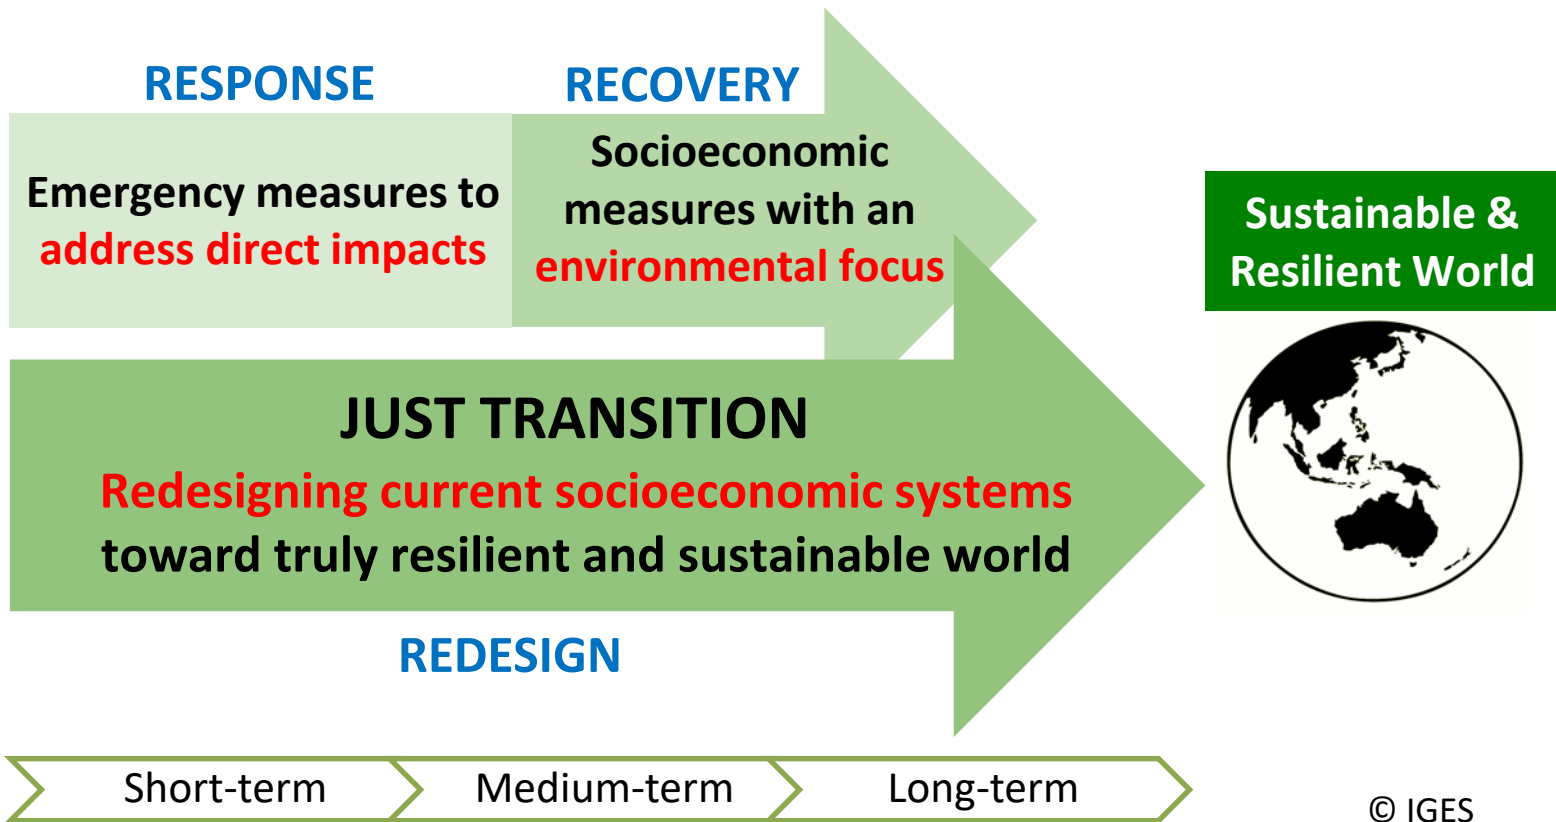 RESPONSE
Emergency measures to
address direct impacts
RECOVERY
Socioeconomic
measures with an
environmental focus
JUST TRANSITION
Redesigning current socioeconomic systems
toward truly resilient and sustainable world
REDESIGN
Sustainable &
Resilient World
Short-term
Medium-term
Long-term
© IGES